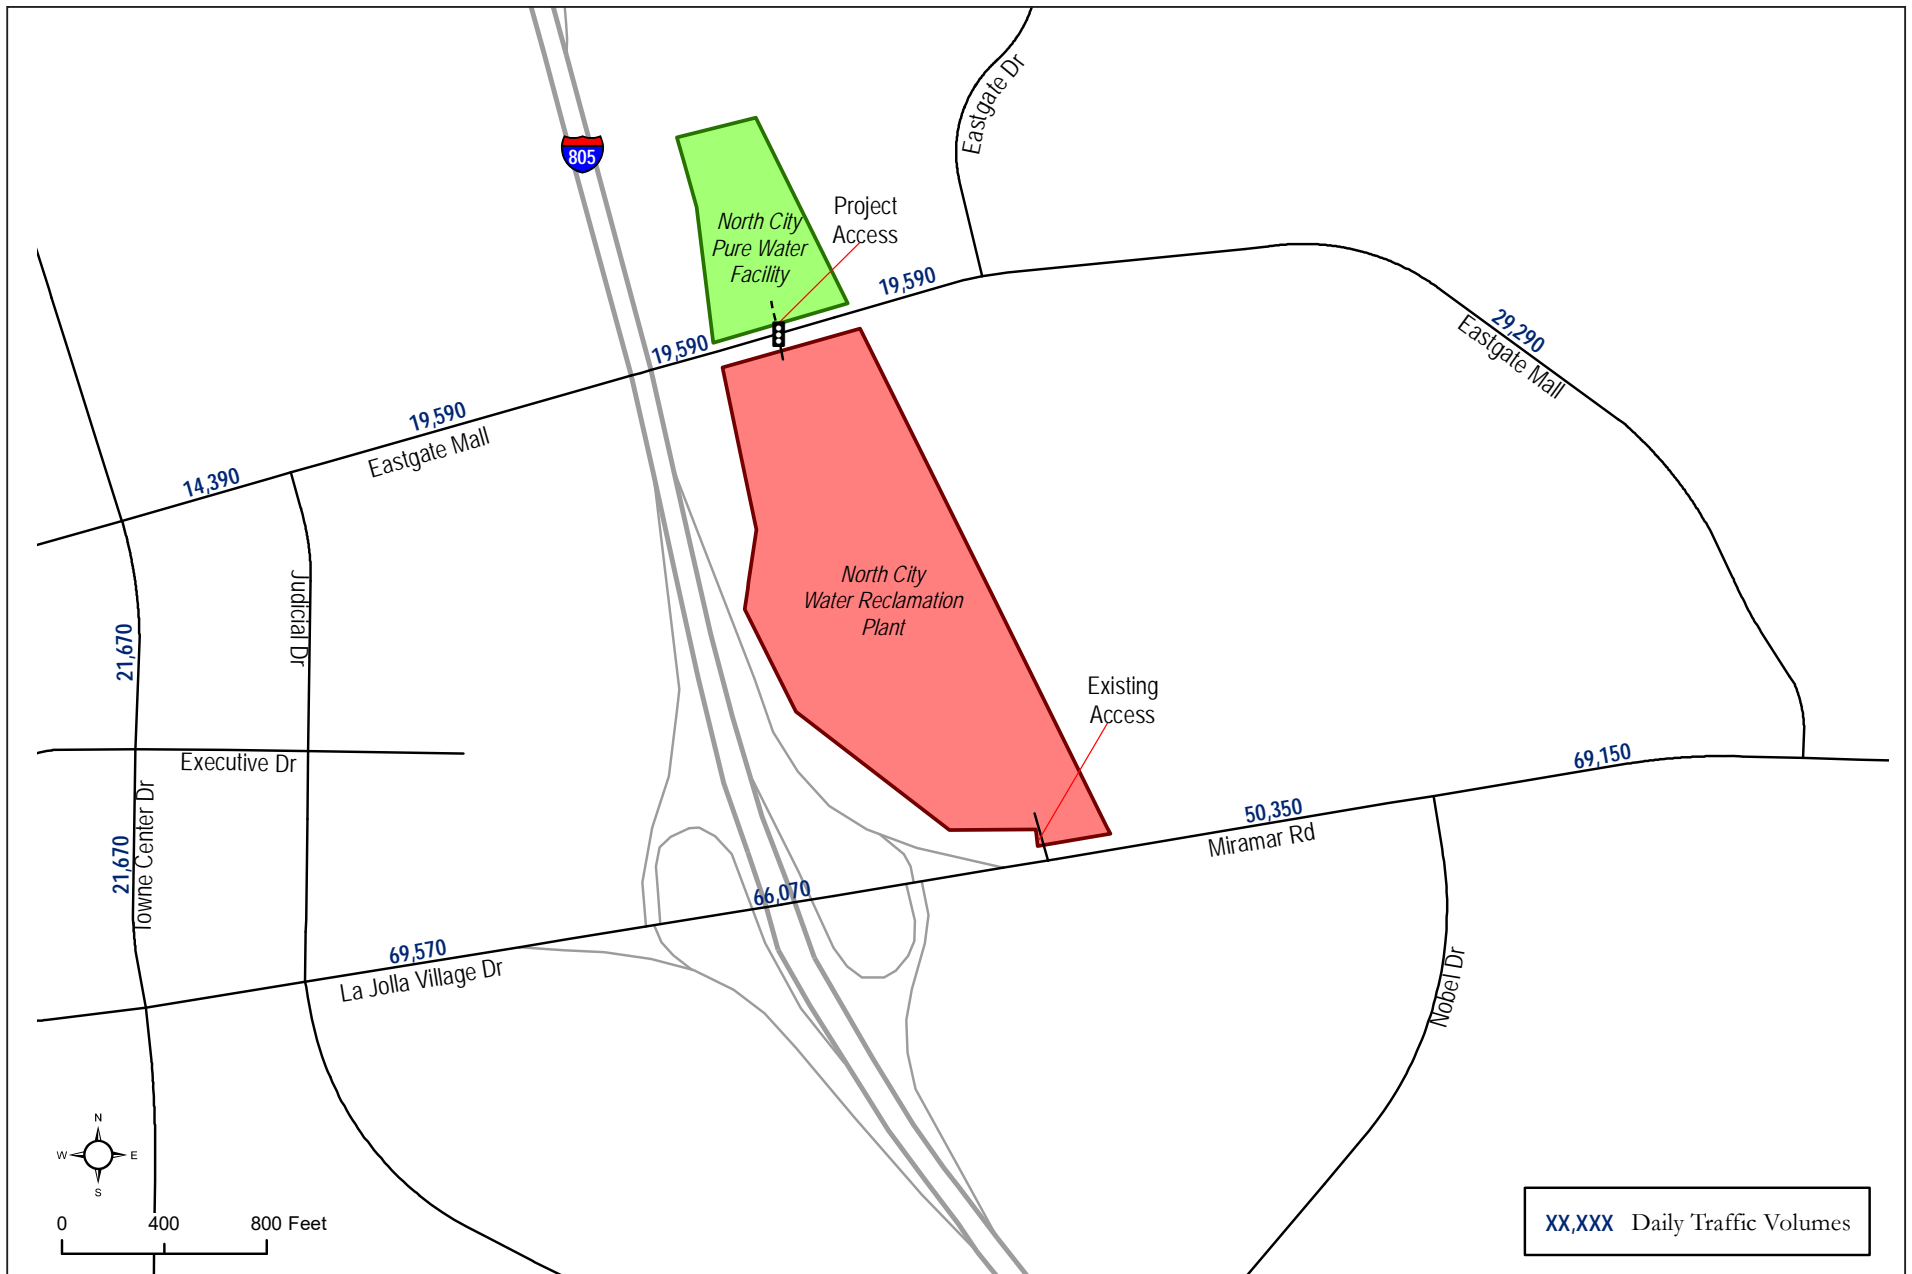 Eastgate Dr
805
Project
Access
North City
Pure Water
Facility
19,590
19,590
29,290
Eastgate Mall
19,590
Eastgate Mall
14,390
Judicial Dr
North City
Water Reclamation
Plant
21,670
Existing
Access
Executive Dr
69,150
50,350
Miramar Rd
21,670
Towne Center Dr
66,070
69,570
La Jolla Village Dr
Nobel Dr
N
W E
S
0 400 800 Feet
XX,XXX Daily Traffic Volumes